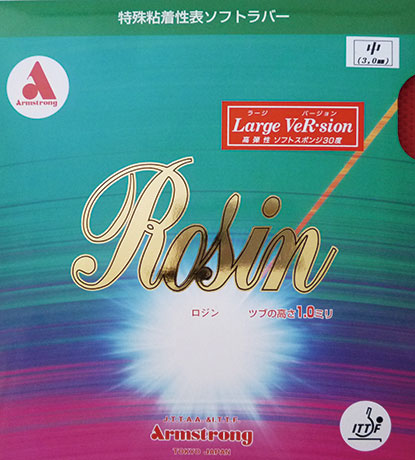 特殊粘着性表ソフトラバー
中
(3.0㎜)
Armstrong
ラージ バージョン
Large VeR·sion
高弾性 ソフトスポンジ30度
Rosin
ロジン ツブの高さ1.0ミリ
J.T.T.A.A & I.T.T.F
Armstrong
TOKYO JAPAN
ITTF